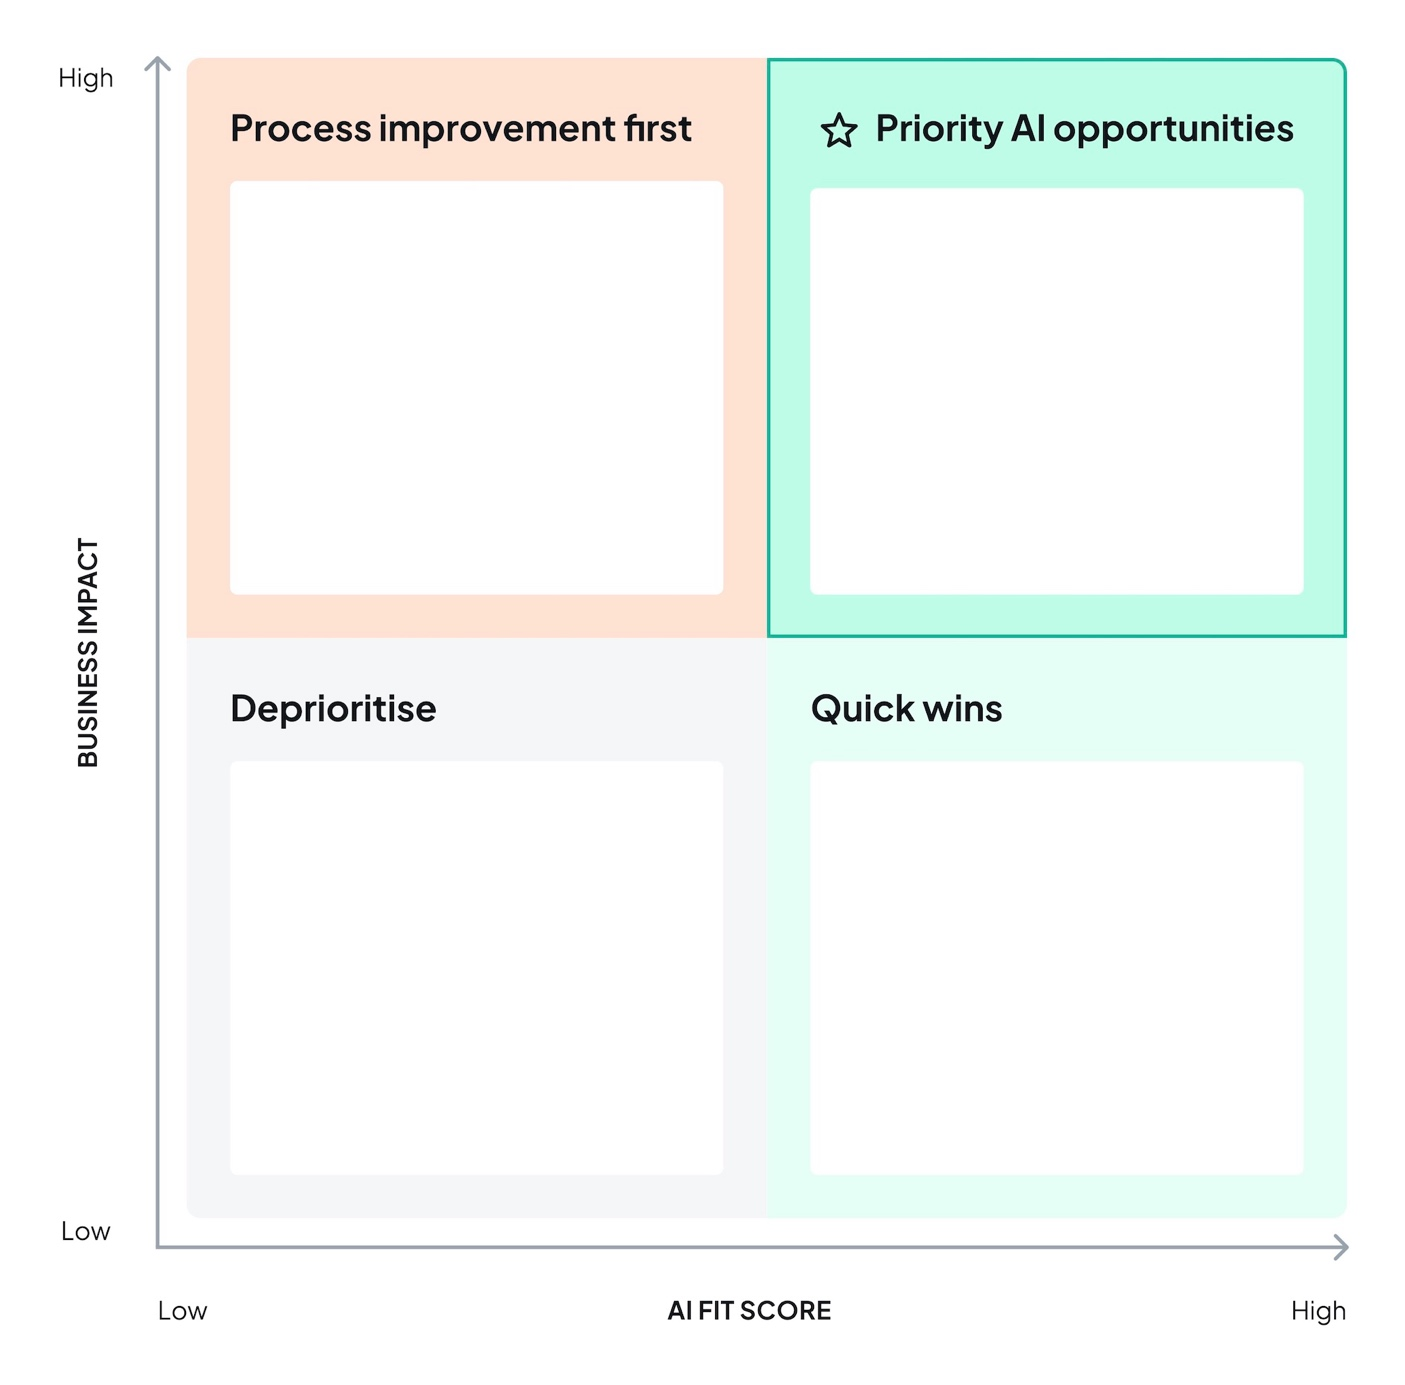 High
Process improvement first
Priority AI opportunities
BUSINESS IMPACT
Deprioritise
Quick wins
Low
Low
AI FIT SCORE
High